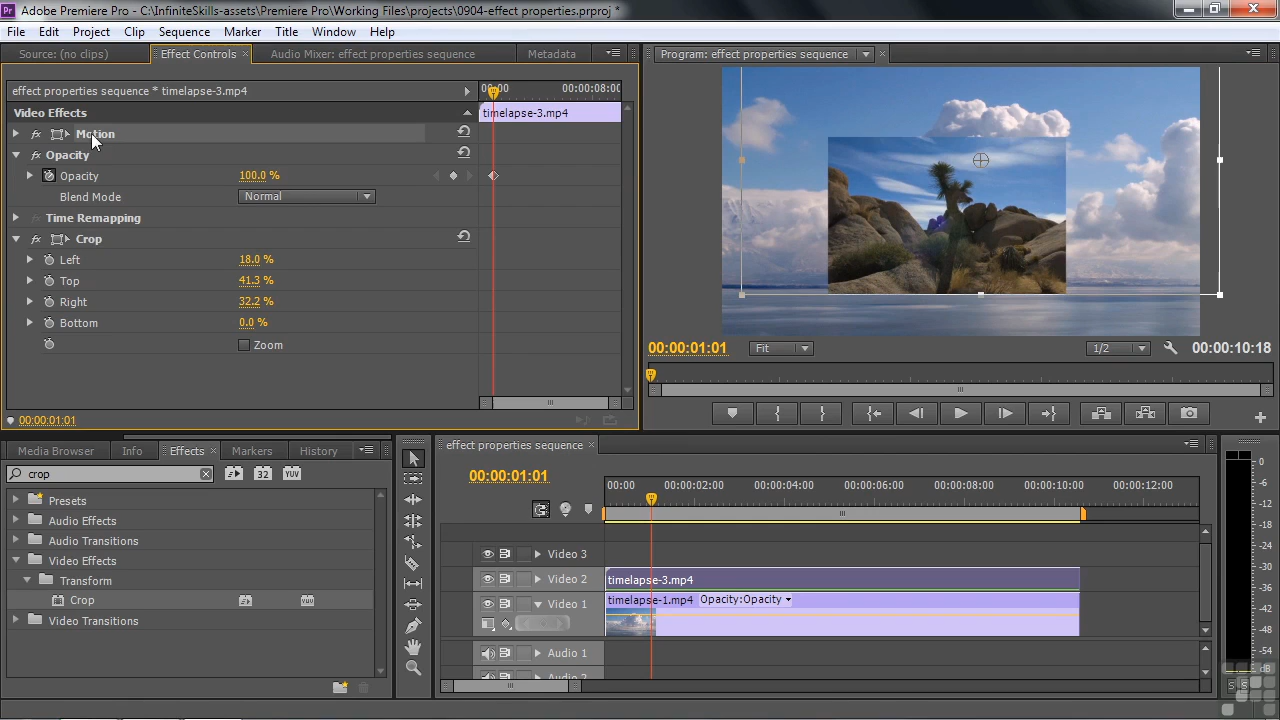 Pr Adobe Premiere Pro - C:\InfiniteSkills-assets\Premiere Pro\Working Files\projects\0904-effect properties.prproj *
File Edit Project Clip Sequence Marker Title Window Help
Source: (no clips) Effect Controls × Audio Mixer: effect properties sequence Metadata
Program: effect properties sequence ×
effect properties sequence * timelapse-3.mp4
00:00 00:00:08:00
Video Effects
timelapse-3.mp4
fx Motion
fx Opacity
Opacity 100.0 %
Blend Mode Normal
Time Remapping
fx Crop
Left 18.0 %
Top 41.3 %
Right 32.2 %
Bottom 0.0 %
Zoom
00:00:01:01
00:00:01:01 Fit 1/2 00:00:10:18
Media Browser Info Effects × Markers History
crop 32 YUV
Presets
Audio Effects
Audio Transitions
Video Effects
Transform
Crop
Video Transitions
effect properties sequence ×
00:00:01:01
00:00 00:00:02:00 00:00:04:00 00:00:06:00 00:00:08:00 00:00:10:00 00:00:12:00
Video 3
Video 2 timelapse-3.mp4
Video 1 timelapse-1.mp4 Opacity:Opacity
Audio 1
0
-6
-12
-18
-24
-30
-36
-42
-48
-54
dB
S S